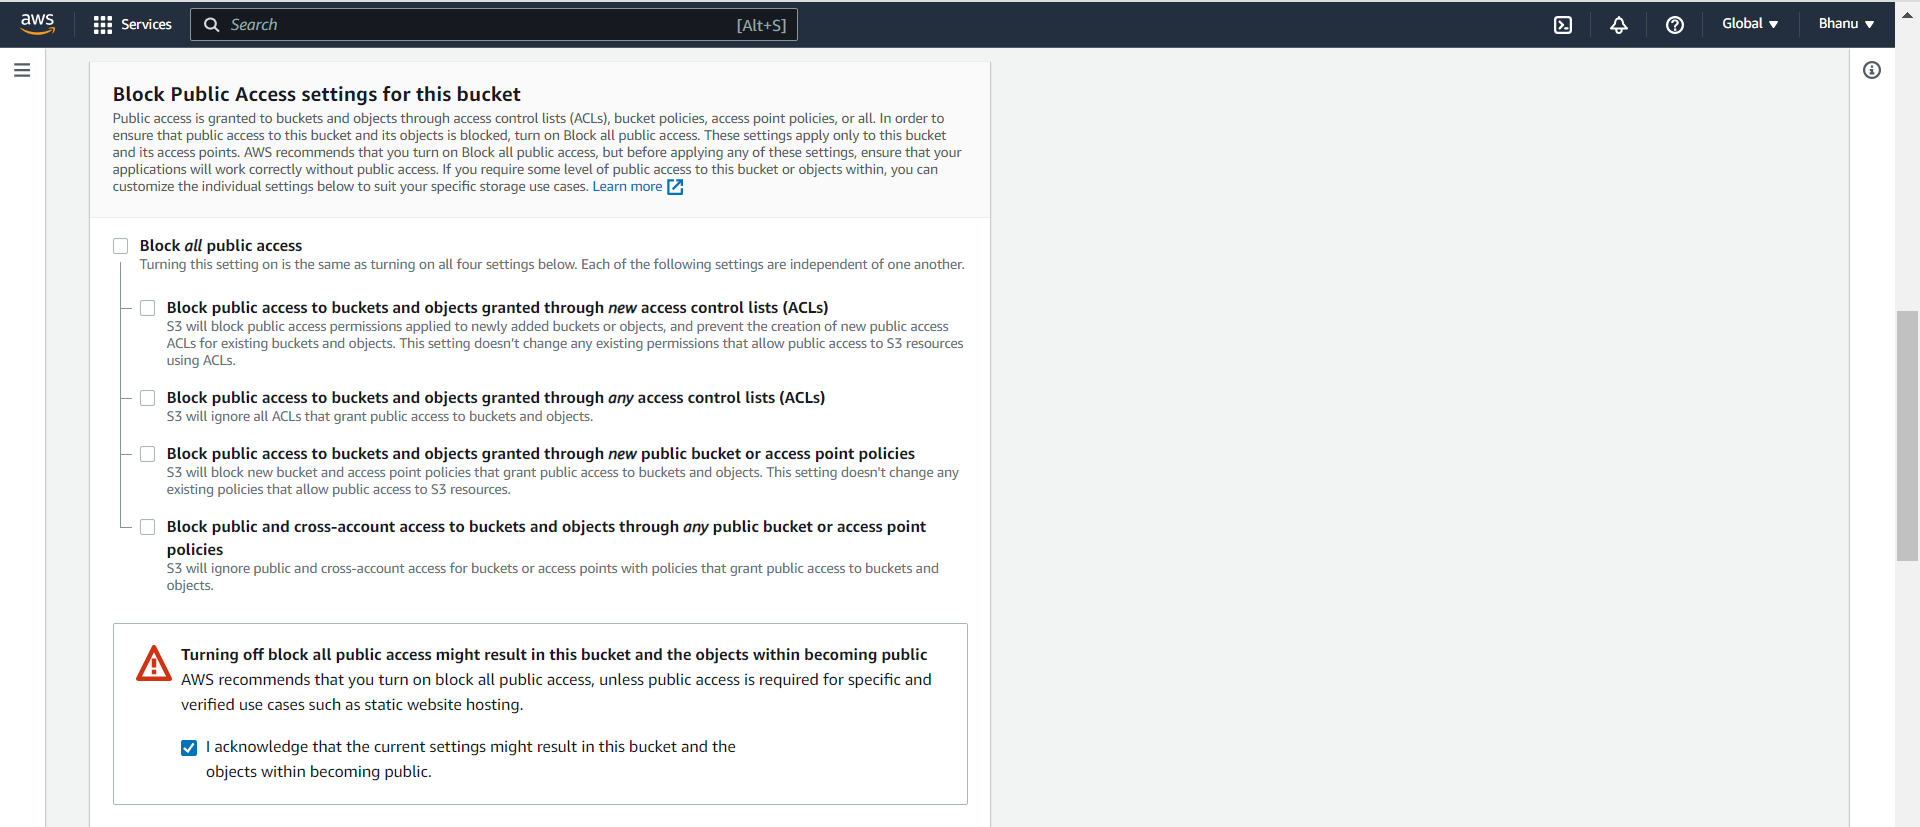 aws
Services
Search
[Alt+S]
Global
Bhanu
Block Public Access settings for this bucket
Public access is granted to buckets and objects through access control lists (ACLs), bucket policies, access point policies, or all. In order to
ensure that public access to this bucket and its objects is blocked, turn on Block all public access. These settings apply only to this bucket
and its access points. AWS recommends that you turn on Block all public access, but before applying any of these settings, ensure that your
applications will work correctly without public access. If you require some level of public access to this bucket or objects within, you can
customize the individual settings below to suit your specific storage use cases. Learn more
Block all public access
Turning this setting on is the same as turning on all four settings below. Each of the following settings are independent of one another.
Block public access to buckets and objects granted through new access control lists (ACLs)
S3 will block public access permissions applied to newly added buckets or objects, and prevent the creation of new public access
ACLs for existing buckets and objects. This setting doesn't change any existing permissions that allow public access to S3 resources
using ACLs.
Block public access to buckets and objects granted through any access control lists (ACLs)
S3 will ignore all ACLs that grant public access to buckets and objects.
Block public access to buckets and objects granted through new public bucket or access point policies
S3 will block new bucket and access point policies that grant public access to buckets and objects. This setting doesn't change any
existing policies that allow public access to S3 resources.
Block public and cross-account access to buckets and objects through any public bucket or access point
policies
S3 will ignore public and cross-account access for buckets or access points with policies that grant public access to buckets and
objects.
Turning off block all public access might result in this bucket and the objects within becoming public
AWS recommends that you turn on block all public access, unless public access is required for specific and
verified use cases such as static website hosting.
I acknowledge that the current settings might result in this bucket and the
objects within becoming public.